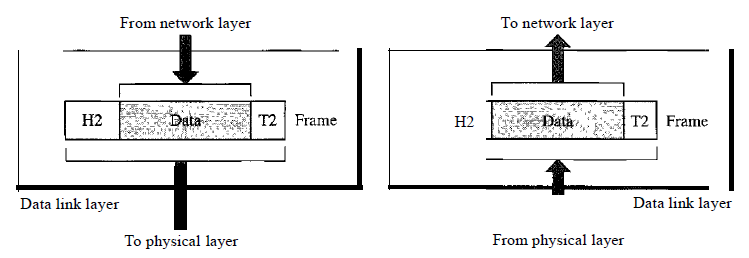 From network layer
To network layer
H2 Data T2 Frame
H2 Data T2 Frame
Data link layer
Data link layer
To physical layer
From physical layer